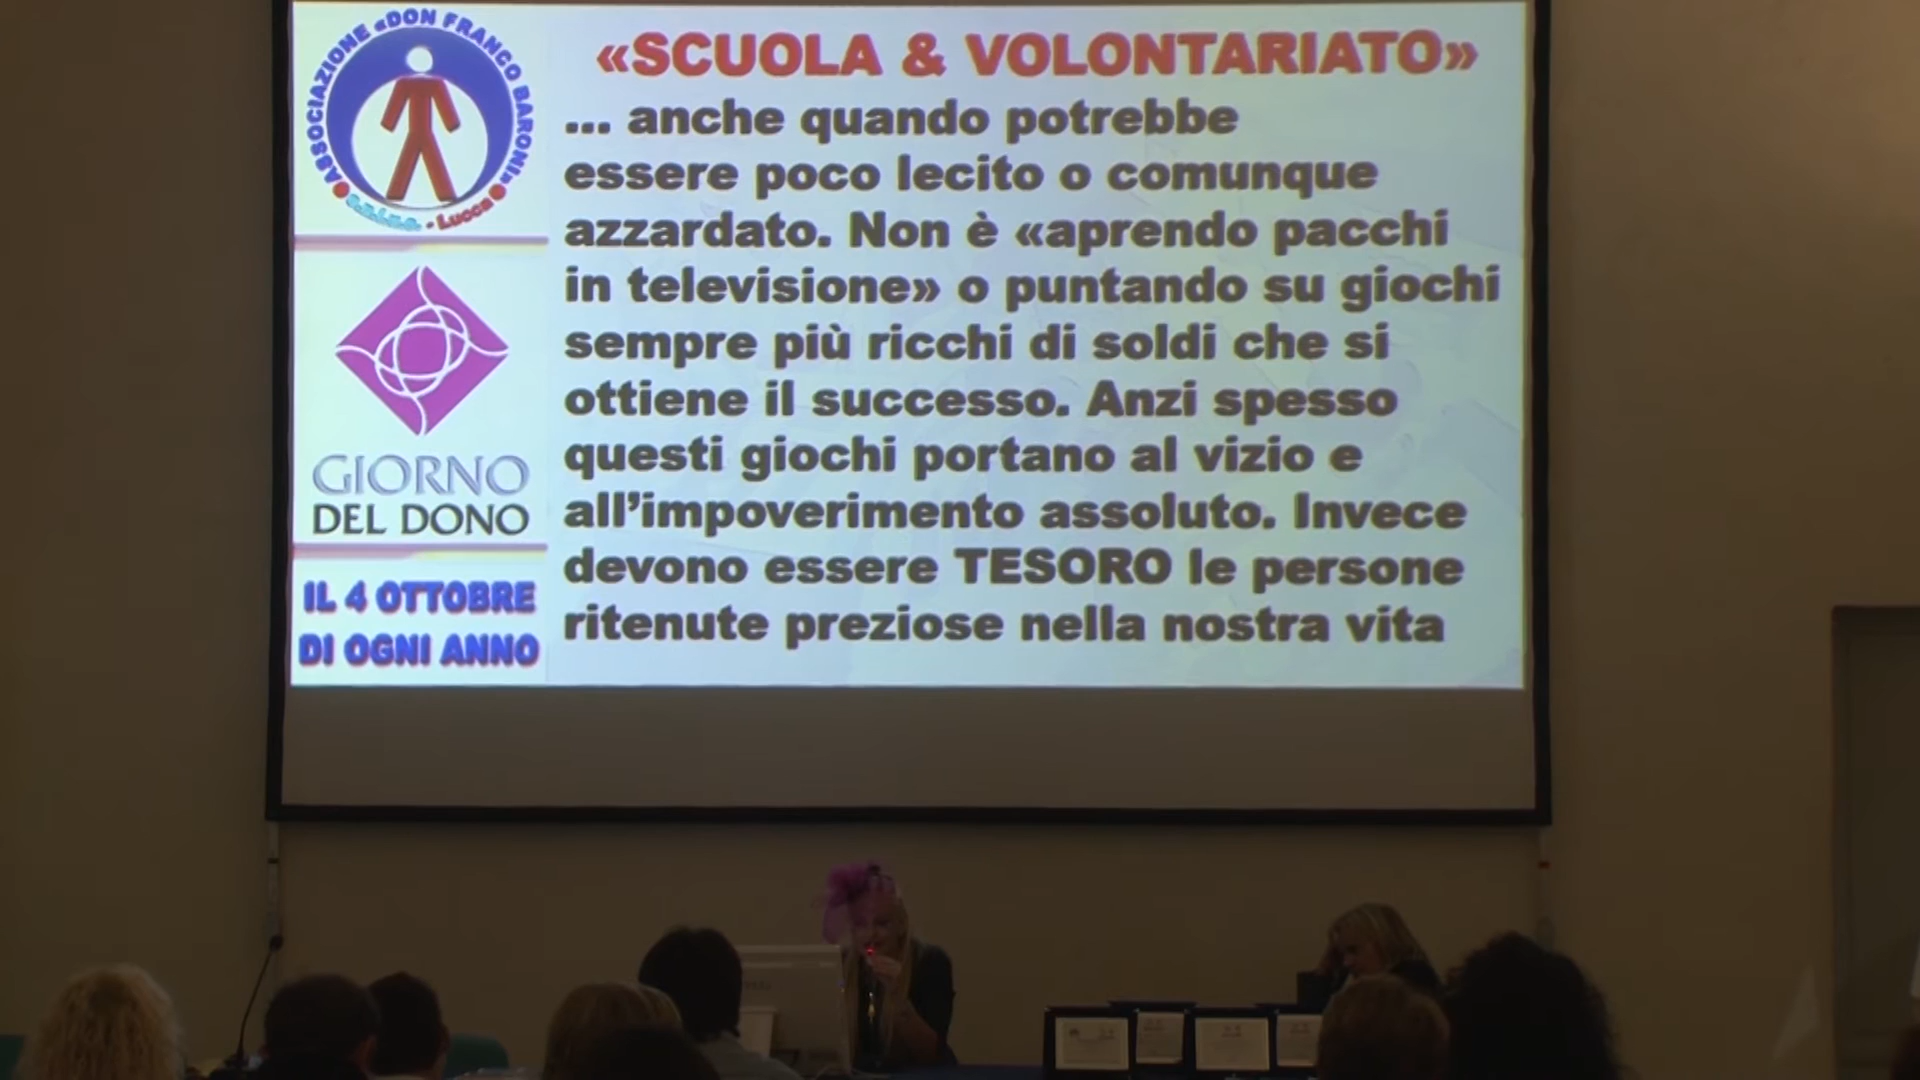 ASSOCIAZIONE «DON FRANCO BARONI»
o.n.l.u.s. - Lucca
GIORNO
DEL DONO
IL 4 OTTOBRE
DI OGNI ANNO
«SCUOLA & VOLONTARIATO»
... anche quando potrebbe
essere poco lecito o comunque
azzardato. Non è «aprendo pacchi
in televisione» o puntando su giochi
sempre più ricchi di soldi che si
ottiene il successo. Anzi spesso
questi giochi portano al vizio e
all'impoverimento assoluto. Invece
devono essere TESORO le persone
ritenute preziose nella nostra vita